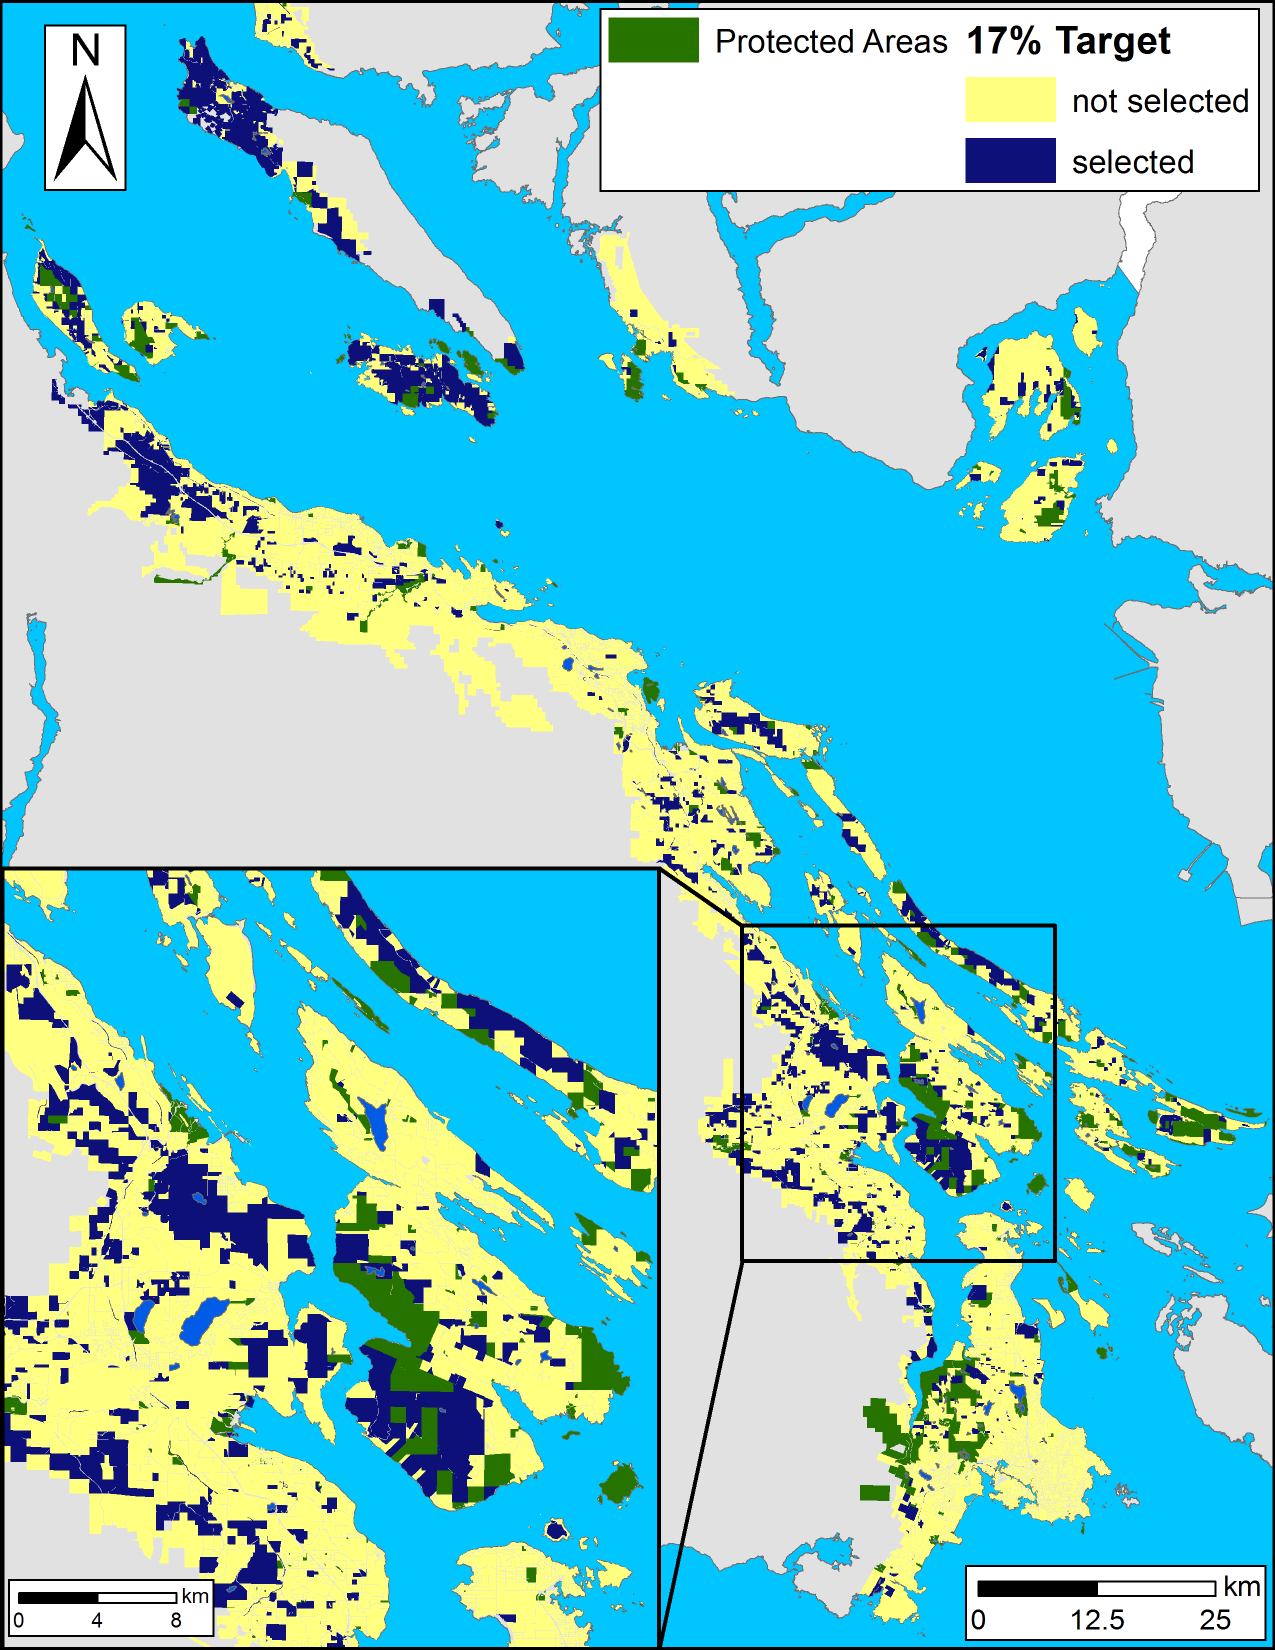 N
Protected Areas 17% Target
not selected
selected
km
0 4 8
km
0 12.5 25